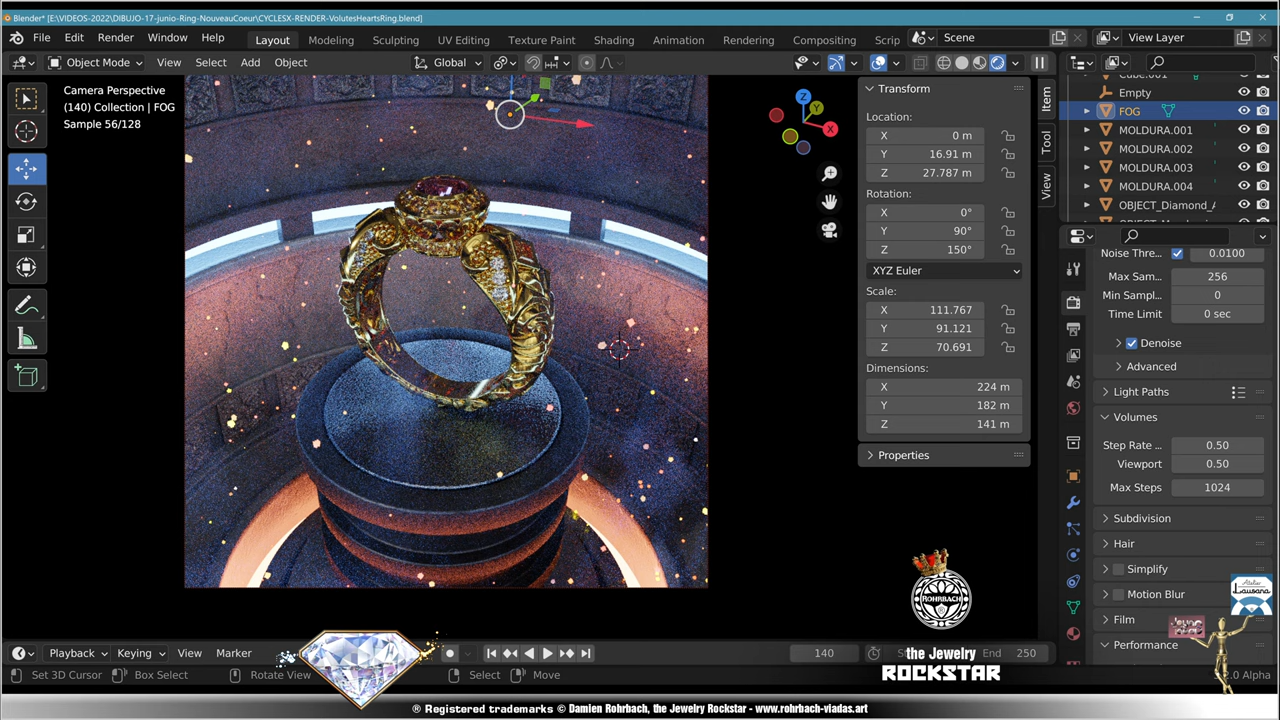 Blender* [E:\VIDEOS-2022\DIBUJO-17-junio-Ring-NouveauCoeur\CYCLESX-RENDER-VolutesHeartsRing.blend]
File Edit Render Window Help Layout Modeling Sculpting UV Editing Texture Paint Shading Animation Rendering Compositing Scrip Scene View Layer
Object Mode View Select Add Object Global
Camera Perspective
(140) Collection | FOG
Sample 56/128
Z
Y
X
Transform
Location:
X 0 m
Y 16.91 m
Z 27.787 m
Rotation:
X 0°
Y 90°
Z 150°
XYZ Euler
Scale:
X 111.767
Y 91.121
Z 70.691
Dimensions:
X 224 m
Y 182 m
Z 141 m
Properties
Item
Tool
View
Empty
FOG
MOLDURA.001
MOLDURA.002
MOLDURA.003
MOLDURA.004
OBJECT_Diamond_A
Noise Thre... 0.0100
Max Sam... 256
Min Sampl... 0
Time Limit 0 sec
Denoise
Advanced
Light Paths
Volumes
Step Rate ... 0.50
Viewport 0.50
Max Steps 1024
Subdivision
Hair
Simplify
Motion Blur
Film
Performance
ROHRBACH
Atelier
Lausana
Playback Keying View Marker 140 End 250
Set 3D Cursor Box Select Rotate View Select Move .0 Alpha
the Jewelry
ROCKSTAR
® Registered trademarks © Damien Rohrbach, the Jewelry Rockstar - www.rohrbach-viadas.art